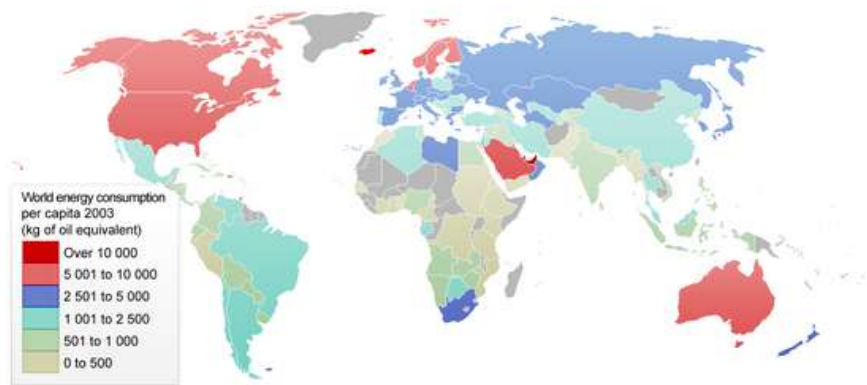 World energy consumption
per capita 2003
(kg of oil equivalent)
Over 10 000
5 001 to 10 000
2 501 to 5 000
1 001 to 2 500
501 to 1 000
0 to 500